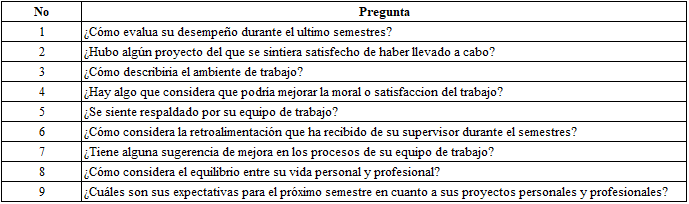 No Pregunta
1 ¿Cómo evalua su desempeño durante el ultimo semestres?
2 ¿Hubo algún proyecto del que se sintiera satisfecho de haber llevado a cabo?
3 ¿Cómo describiria el ambiente de trabajo?
4 ¿Hay algo que considera que podría mejorar la moral o satisfaccion del trabajo?
5 ¿Se siente respaldado por su equipo de trabajo?
6 ¿Cómo considera la retroalimentación que ha recibido de su supervisor durante el semestres?
7 ¿Tiene alguna sugerencia de mejora en los procesos de su equipo de trabajo?
8 ¿Cómo considera el equilibrio entre su vida personal y profesional?
9 ¿Cuáles son sus expectativas para el próximo semestre en cuanto a sus proyectos personales y profesionales?